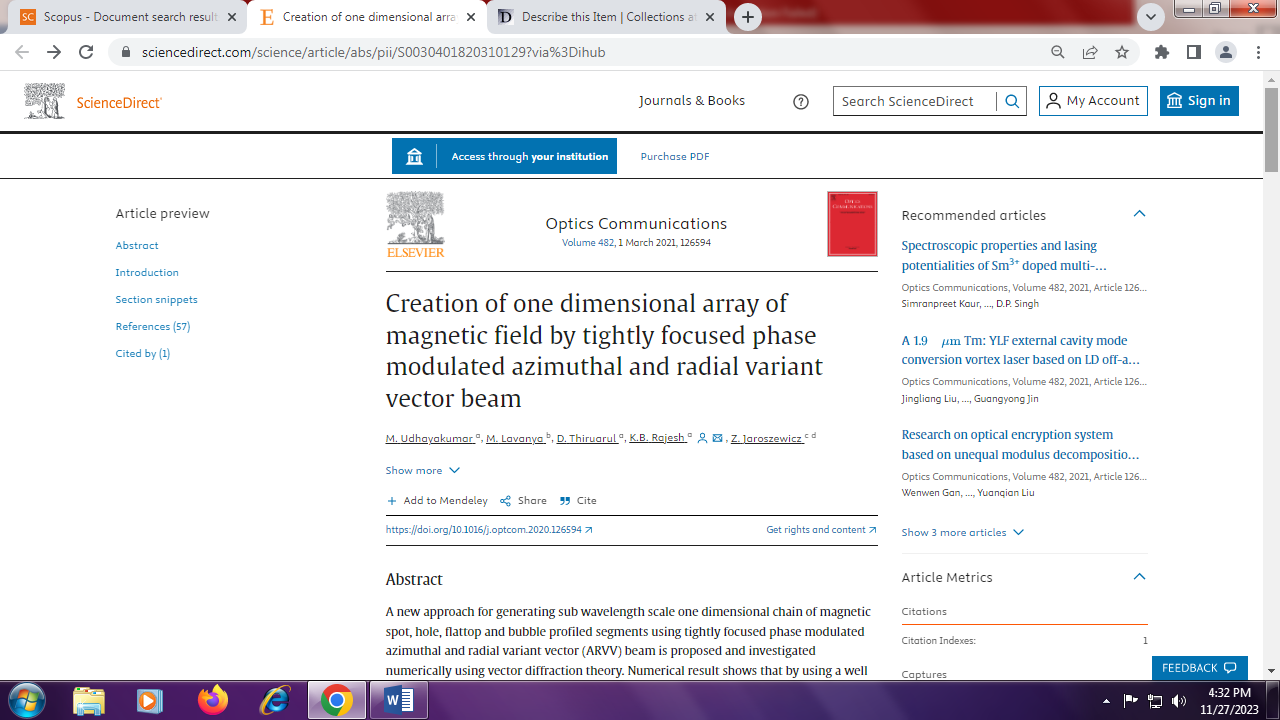 Scopus - Document search result
Creation of one dimensional arra
Describe this Item | Collections a
sciencedirect.com/science/article/abs/pii/S0030401820310129?via%3Dihub
ScienceDirect
Journals & Books
Search ScienceDirect
My Account
Sign in
Access through your institution
Purchase PDF
Article preview
Abstract
Introduction
Section snippets
References (57)
Cited by (1)
ELSEVIER
Optics Communications
Volume 482, 1 March 2021, 126594
Creation of one dimensional array of
magnetic field by tightly focused phase
modulated azimuthal and radial variant
vector beam
M. Udhayakumar a, M. Lavanya b, D. Thiruarul a, K.B. Rajesh a, Z. Jaroszewicz c d
Show more
Add to Mendeley
Share
Cite
https://doi.org/10.1016/j.optcom.2020.126594
Get rights and content
Abstract
A new approach for generating sub wavelength scale one dimensional chain of magnetic
spot, hole, flattop and bubble profiled segments using tightly focused phase modulated
azimuthal and radial variant vector (ARVV) beam is proposed and investigated
numerically using vector diffraction theory. Numerical result shows that by using a well
Recommended articles
Spectroscopic properties and lasing
potentialities of Sm3+ doped multi-…
Optics Communications, Volume 482, 2021, Article 126…
Simranpreet Kaur, …, D.P. Singh
A 1.9 μm Tm: YLF external cavity mode
conversion vortex laser based on LD off-a…
Optics Communications, Volume 482, 2021, Article 126…
Jingliang Liu, …, Guangyong Jin
Research on optical encryption system
based on unequal modulus decompositio…
Optics Communications, Volume 482, 2021, Article 126…
Wenwen Gan, …, Yuanqian Liu
Show 3 more articles
Article Metrics
Citations
Citation Indexes: 1
Captures
FEEDBACK
4:32 PM
11/27/2023